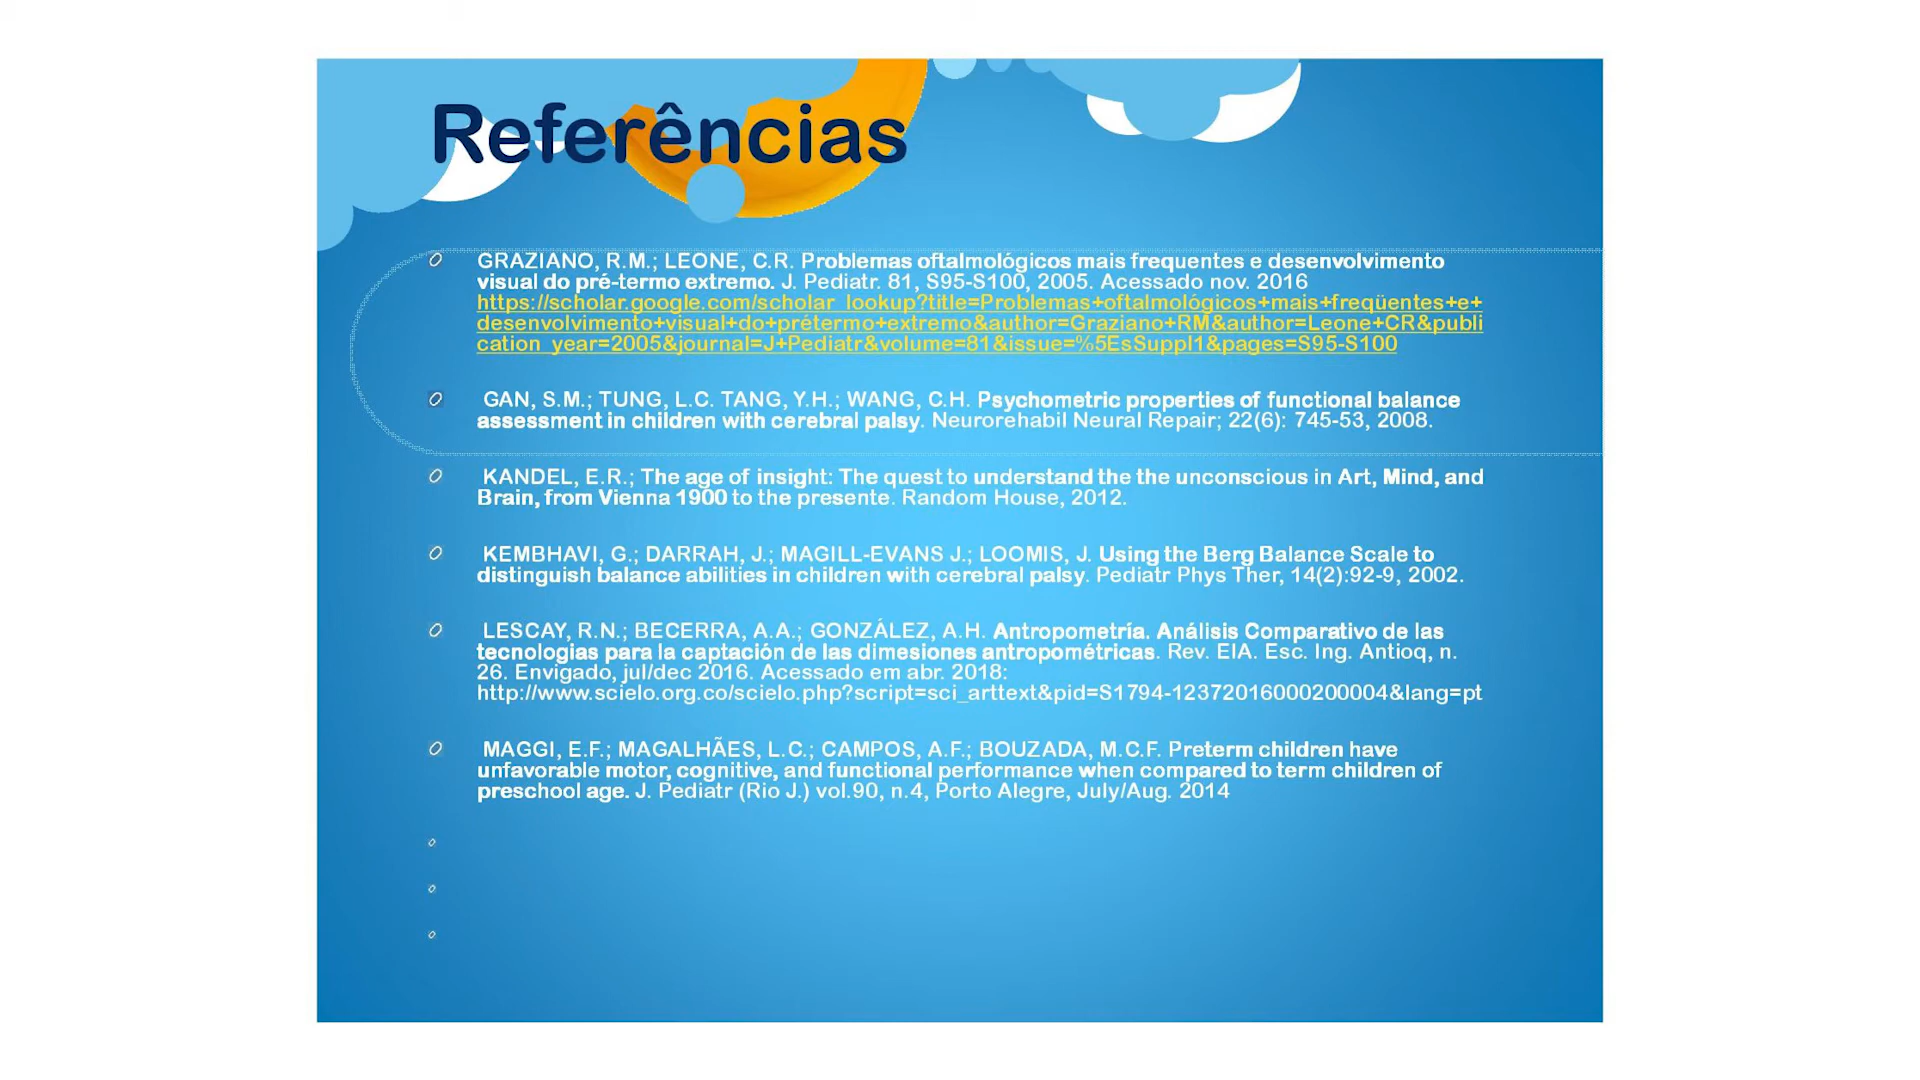 Referências
GRAZIANO, R.M.; LEONE, C.R. Problemas oftalmológicos mais frequentes e desenvolvimento
visual do pré-termo extremo. J. Pediatr. 81, S95-S100, 2005. Acessado nov. 2016
https://scholar.google.com/scholar_lookup?title=Problemas+oftalmológicos+mais+freqüentes+e+
desenvolvimento+visual+do+prétermo+extremo&author=Graziano+RM&author=Leone+CR&publi
cation_year=2005&journal=J+Pediatr&volume=81&issue=%5EsSuppl1&pages=S95-S100
GAN, S.M.; TUNG, L.C. TANG, Y.H.; WANG, C.H. Psychometric properties of functional balance
assessment in children with cerebral palsy. Neurorehabil Neural Repair; 22(6): 745-53, 2008.
KANDEL, E.R.; The age of insight: The quest to understand the the unconscious in Art, Mind, and
Brain, from Vienna 1900 to the presente. Random House, 2012.
KEMBHAVI, G.; DARRAH, J.; MAGILL-EVANS J.; LOOMIS, J. Using the Berg Balance Scale to
distinguish balance abilities in children with cerebral palsy. Pediatr Phys Ther, 14(2):92-9, 2002.
LESCAY, R.N.; BECERRA, A.A.; GONZÁLEZ, A.H. Antropometría. Análisis Comparativo de las
tecnologias para la captación de las dimesiones antropométricas. Rev. EIA. Esc. Ing. Antioq, n.
26. Envigado, jul/dec 2016. Acessado em abr. 2018:
http://www.scielo.org.co/scielo.php?script=sci_arttext&pid=S1794-12372016000200004&lang=pt
MAGGI, E.F.; MAGALHÃES, L.C.; CAMPOS, A.F.; BOUZADA, M.C.F. Preterm children have
unfavorable motor, cognitive, and functional performance when compared to term children of
preschool age. J. Pediatr (Rio J.) vol.90, n.4, Porto Alegre, July/Aug. 2014